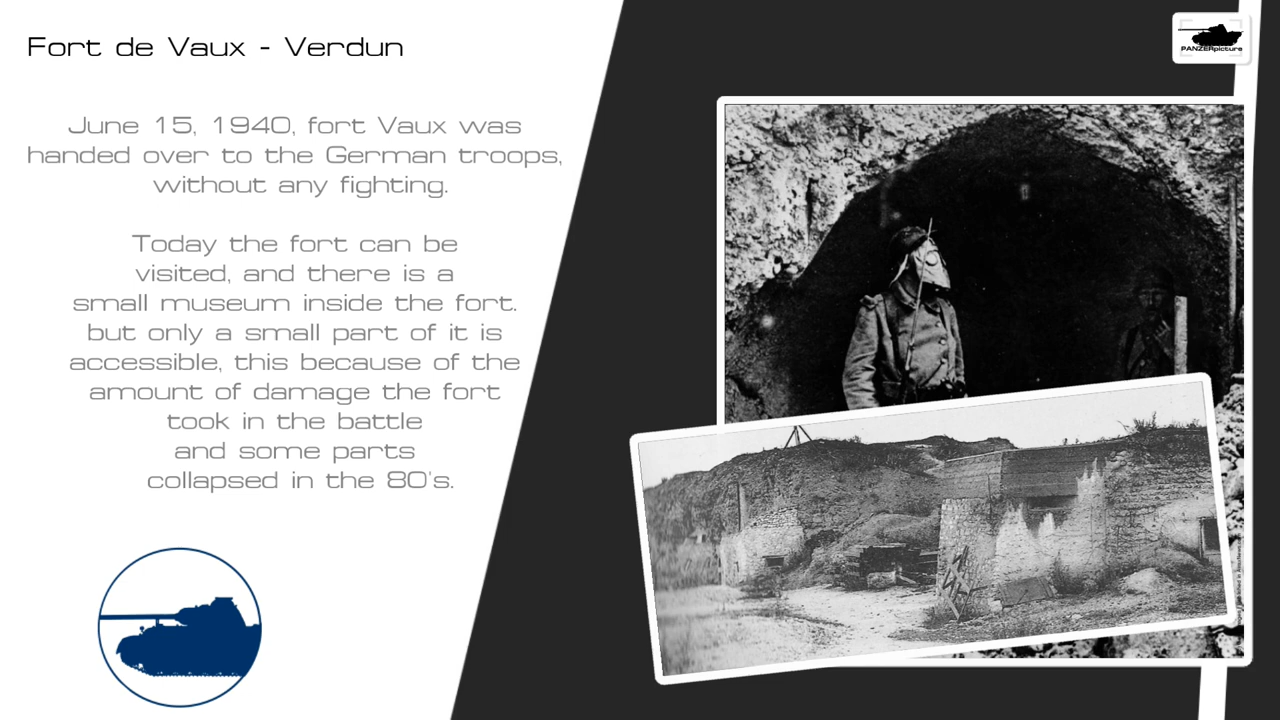 Fort de Vaux - Verdun
PANZERpicture
June 15, 1940, fort Vaux was
handed over to the German troops,
without any fighting.
Today the fort can be
visited, and there is a
small museum inside the fort.
but only a small part of it is
accessible, this because of the
amount of damage the fort
took in the battle
and some parts
collapsed in the 80's.